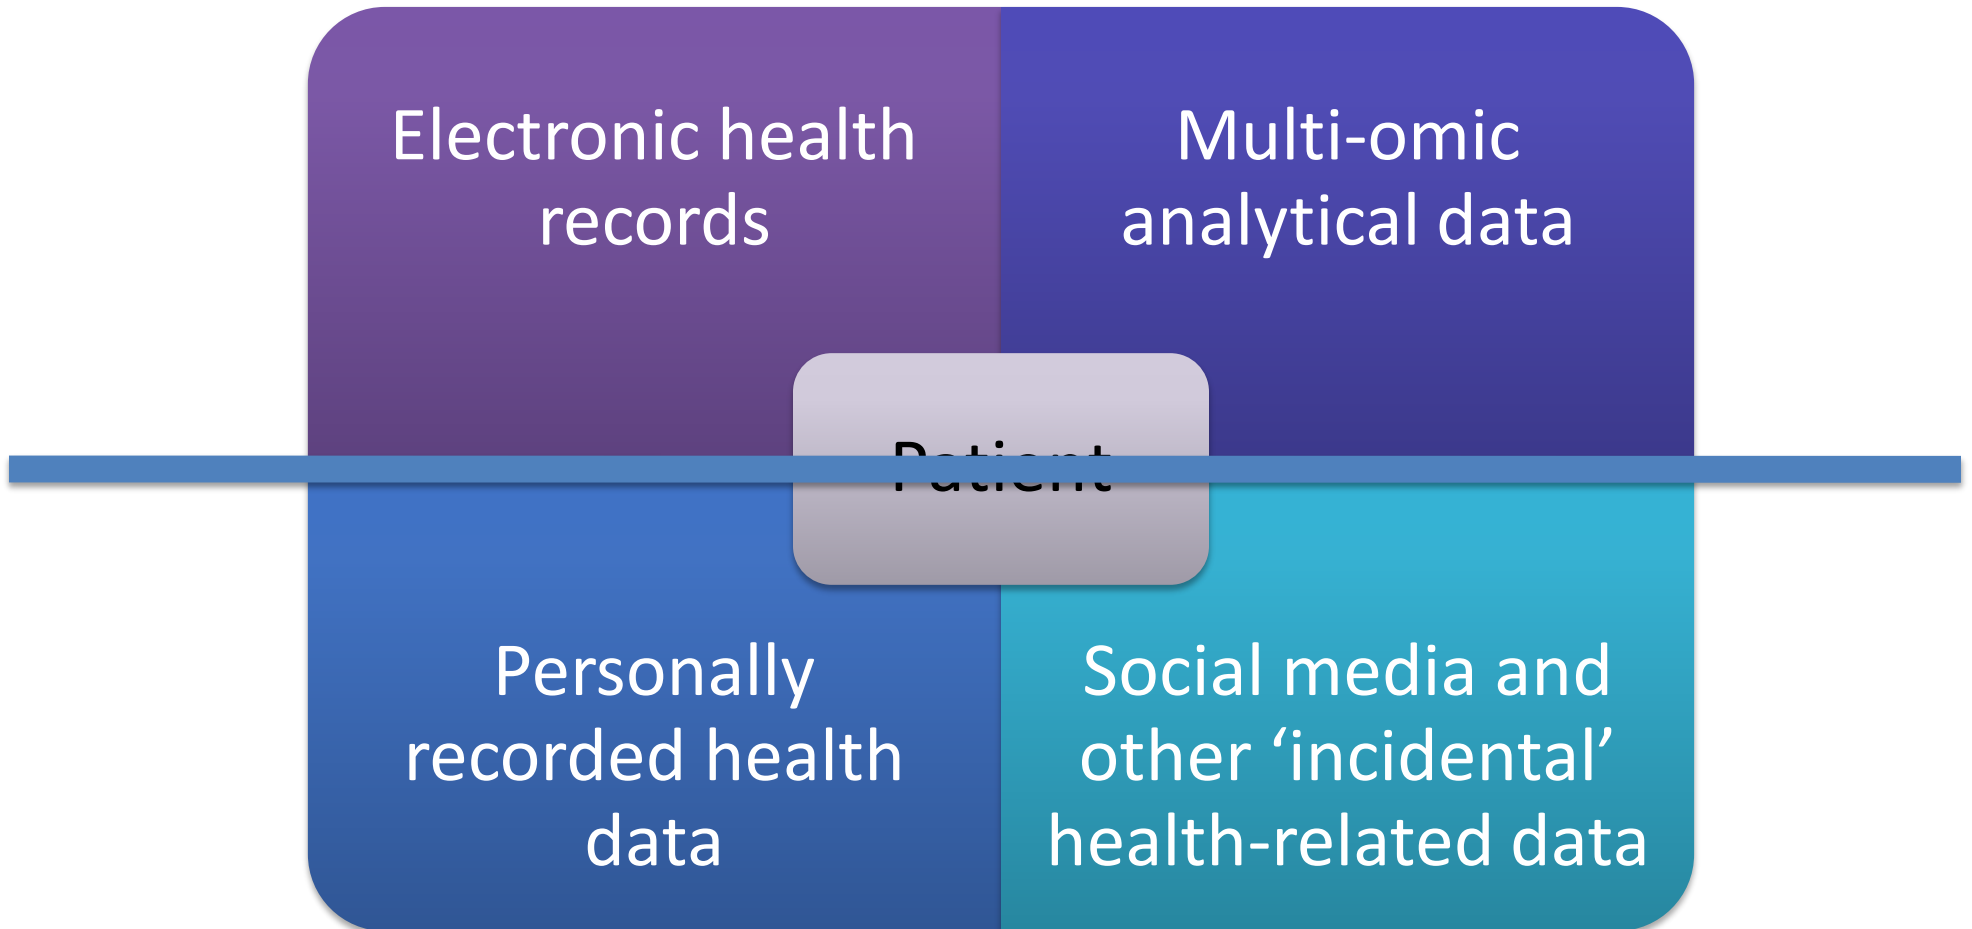 Electronic health
records
Multi-omic
analytical data
Patient
Personally
recorded health
data
Social media and
other ‘incidental’
health-related data